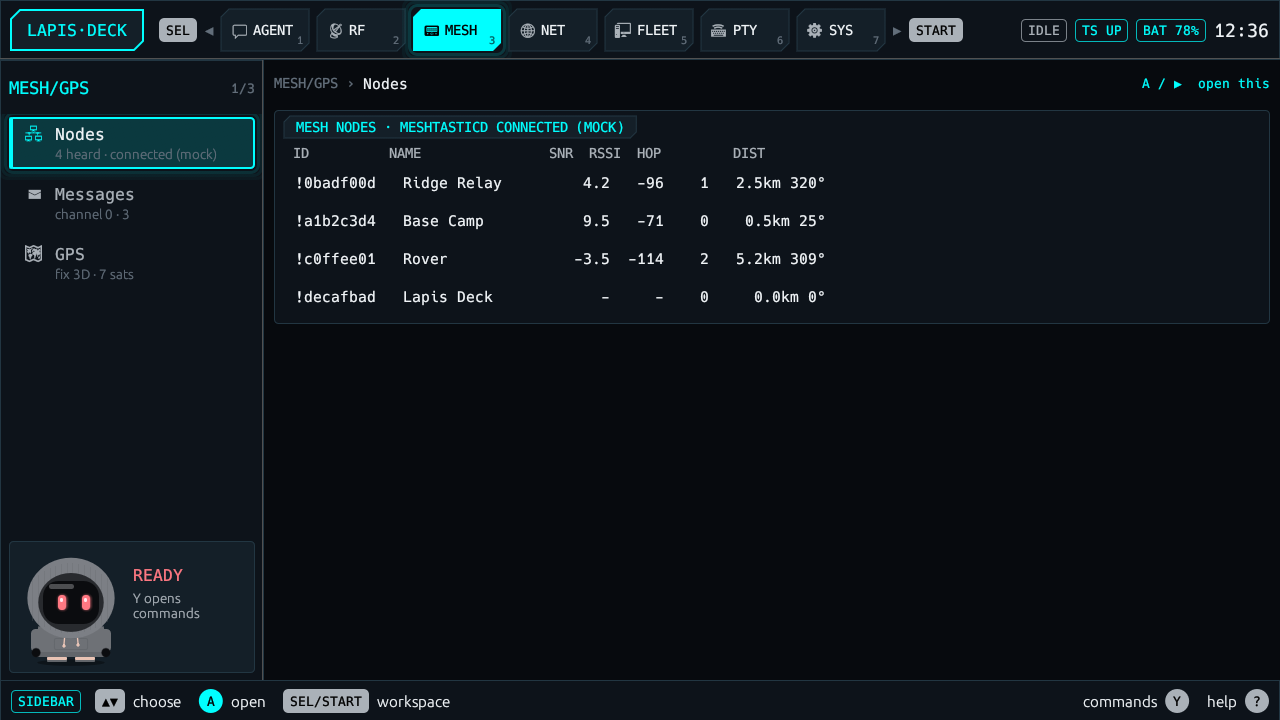 LAPIS·DECK SEL ◀ AGENT 1 RF 2 MESH 3 NET 4 FLEET 5 PTY 6 SYS 7 ▶ START IDLE TS UP BAT 78% 12:36
MESH/GPS 1/3
Nodes
4 heard · connected (mock)
Messages
channel 0 · 3
GPS
fix 3D · 7 sats
READY
Y opens
commands
MESH/GPS › Nodes A / ▶ open this
MESH NODES · MESHTASTICD CONNECTED (MOCK)
ID NAME SNR RSSI HOP DIST
!0badf00d Ridge Relay 4.2 -96 1 2.5km 320°
!a1b2c3d4 Base Camp 9.5 -71 0 0.5km 25°
!c0ffee01 Rover -3.5 -114 2 5.2km 309°
!decafbad Lapis Deck - - 0 0.0km 0°
SIDEBAR ▲▼ choose A open SEL/START workspace commands Y help ?